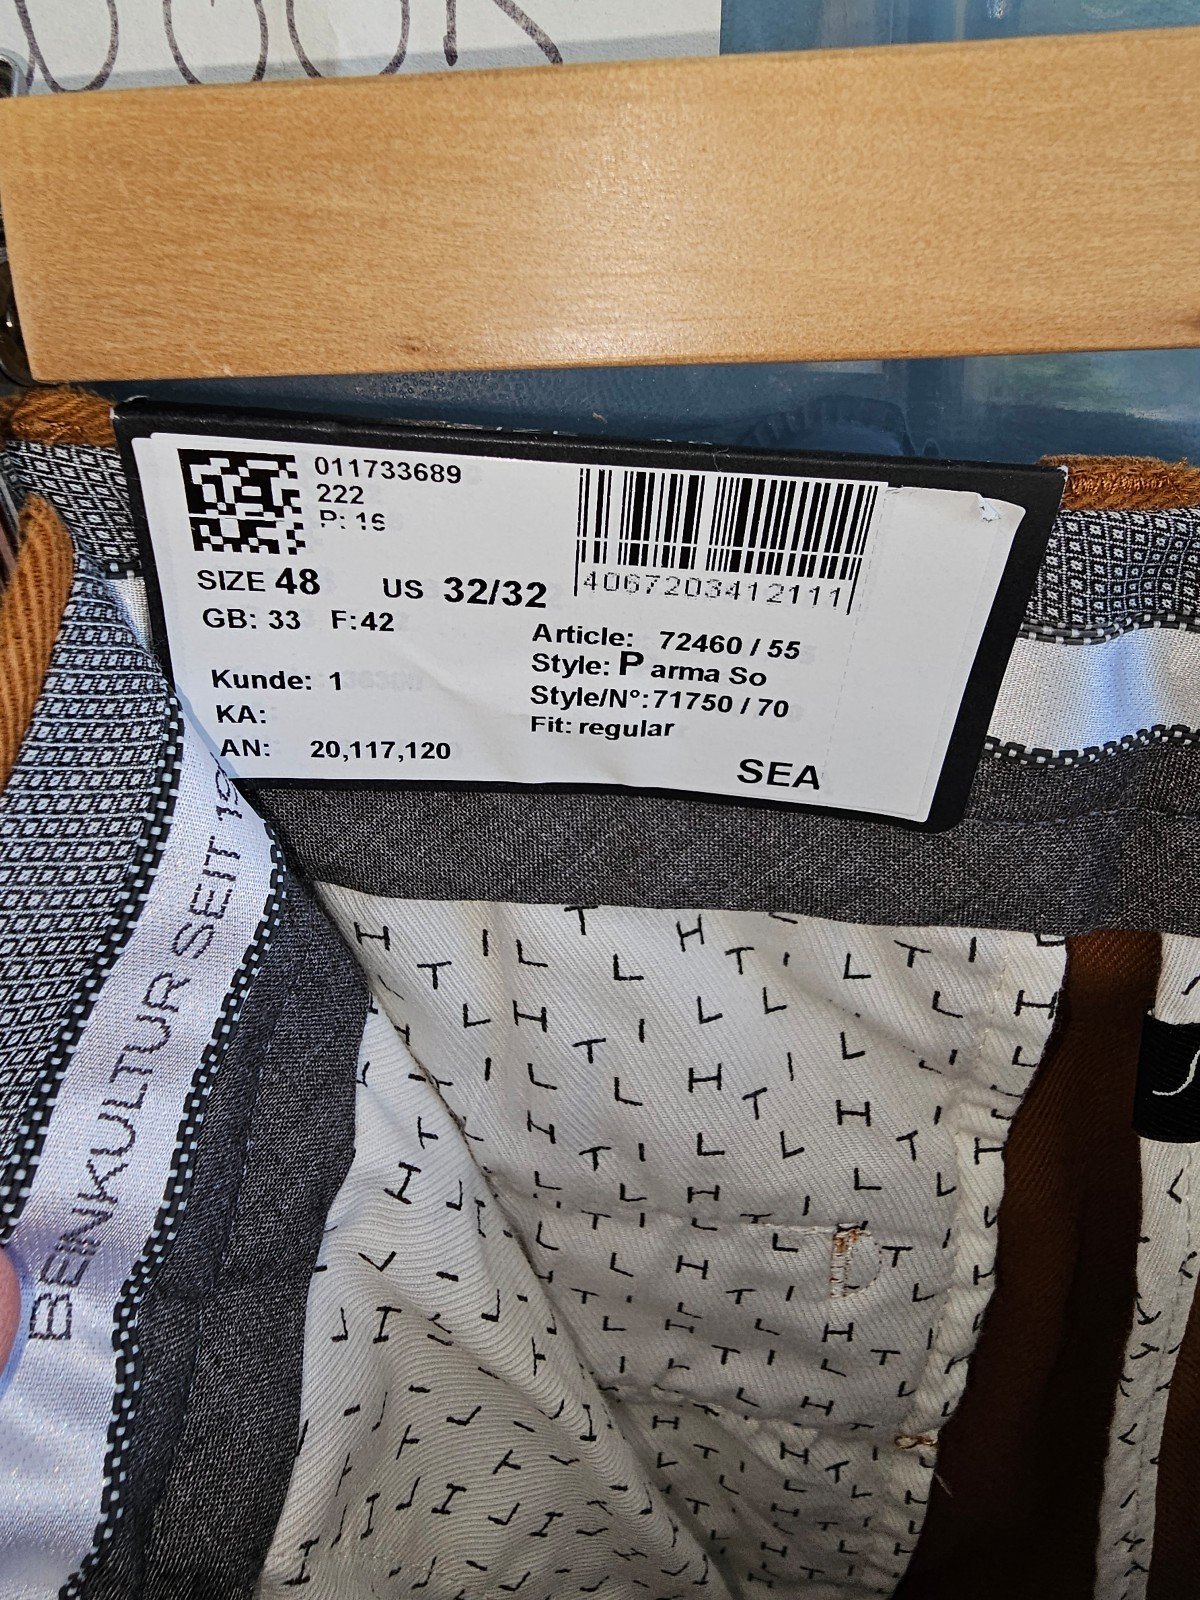 011733689
222
P: 16
4067203412111
SIZE 48 US 32/32
GB: 33 F:42
Article: 72460 / 55
Style: P arma So
Style/N°:71750 / 70
Fit: regular
Kunde: 1
KA:
AN: 20,117,120
SEA
BEINKULTUR SEIT